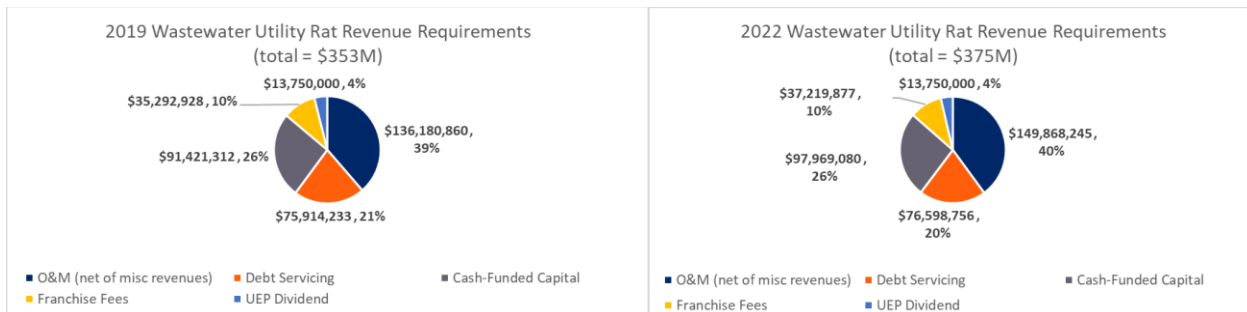 2019 Wastewater Utility Rat Revenue Requirements
(total = $353M)
$13,750,000 , 4%
$35,292,928 , 10%
$136,180,860 ,
39%
$91,421,312 , 26%
$75,914,233 , 21%
O&M (net of misc revenues)
Debt Servicing
Cash-Funded Capital
Franchise Fees
UEP Dividend
2022 Wastewater Utility Rat Revenue Requirements
(total = $375M)
$13,750,000 , 4%
$37,219,877 ,
10%
$149,868,245 ,
40%
$97,969,080 ,
26%
$76,598,756 ,
20%
O&M (net of misc revenues)
Debt Servicing
Cash-Funded Capital
Franchise Fees
UEP Dividend